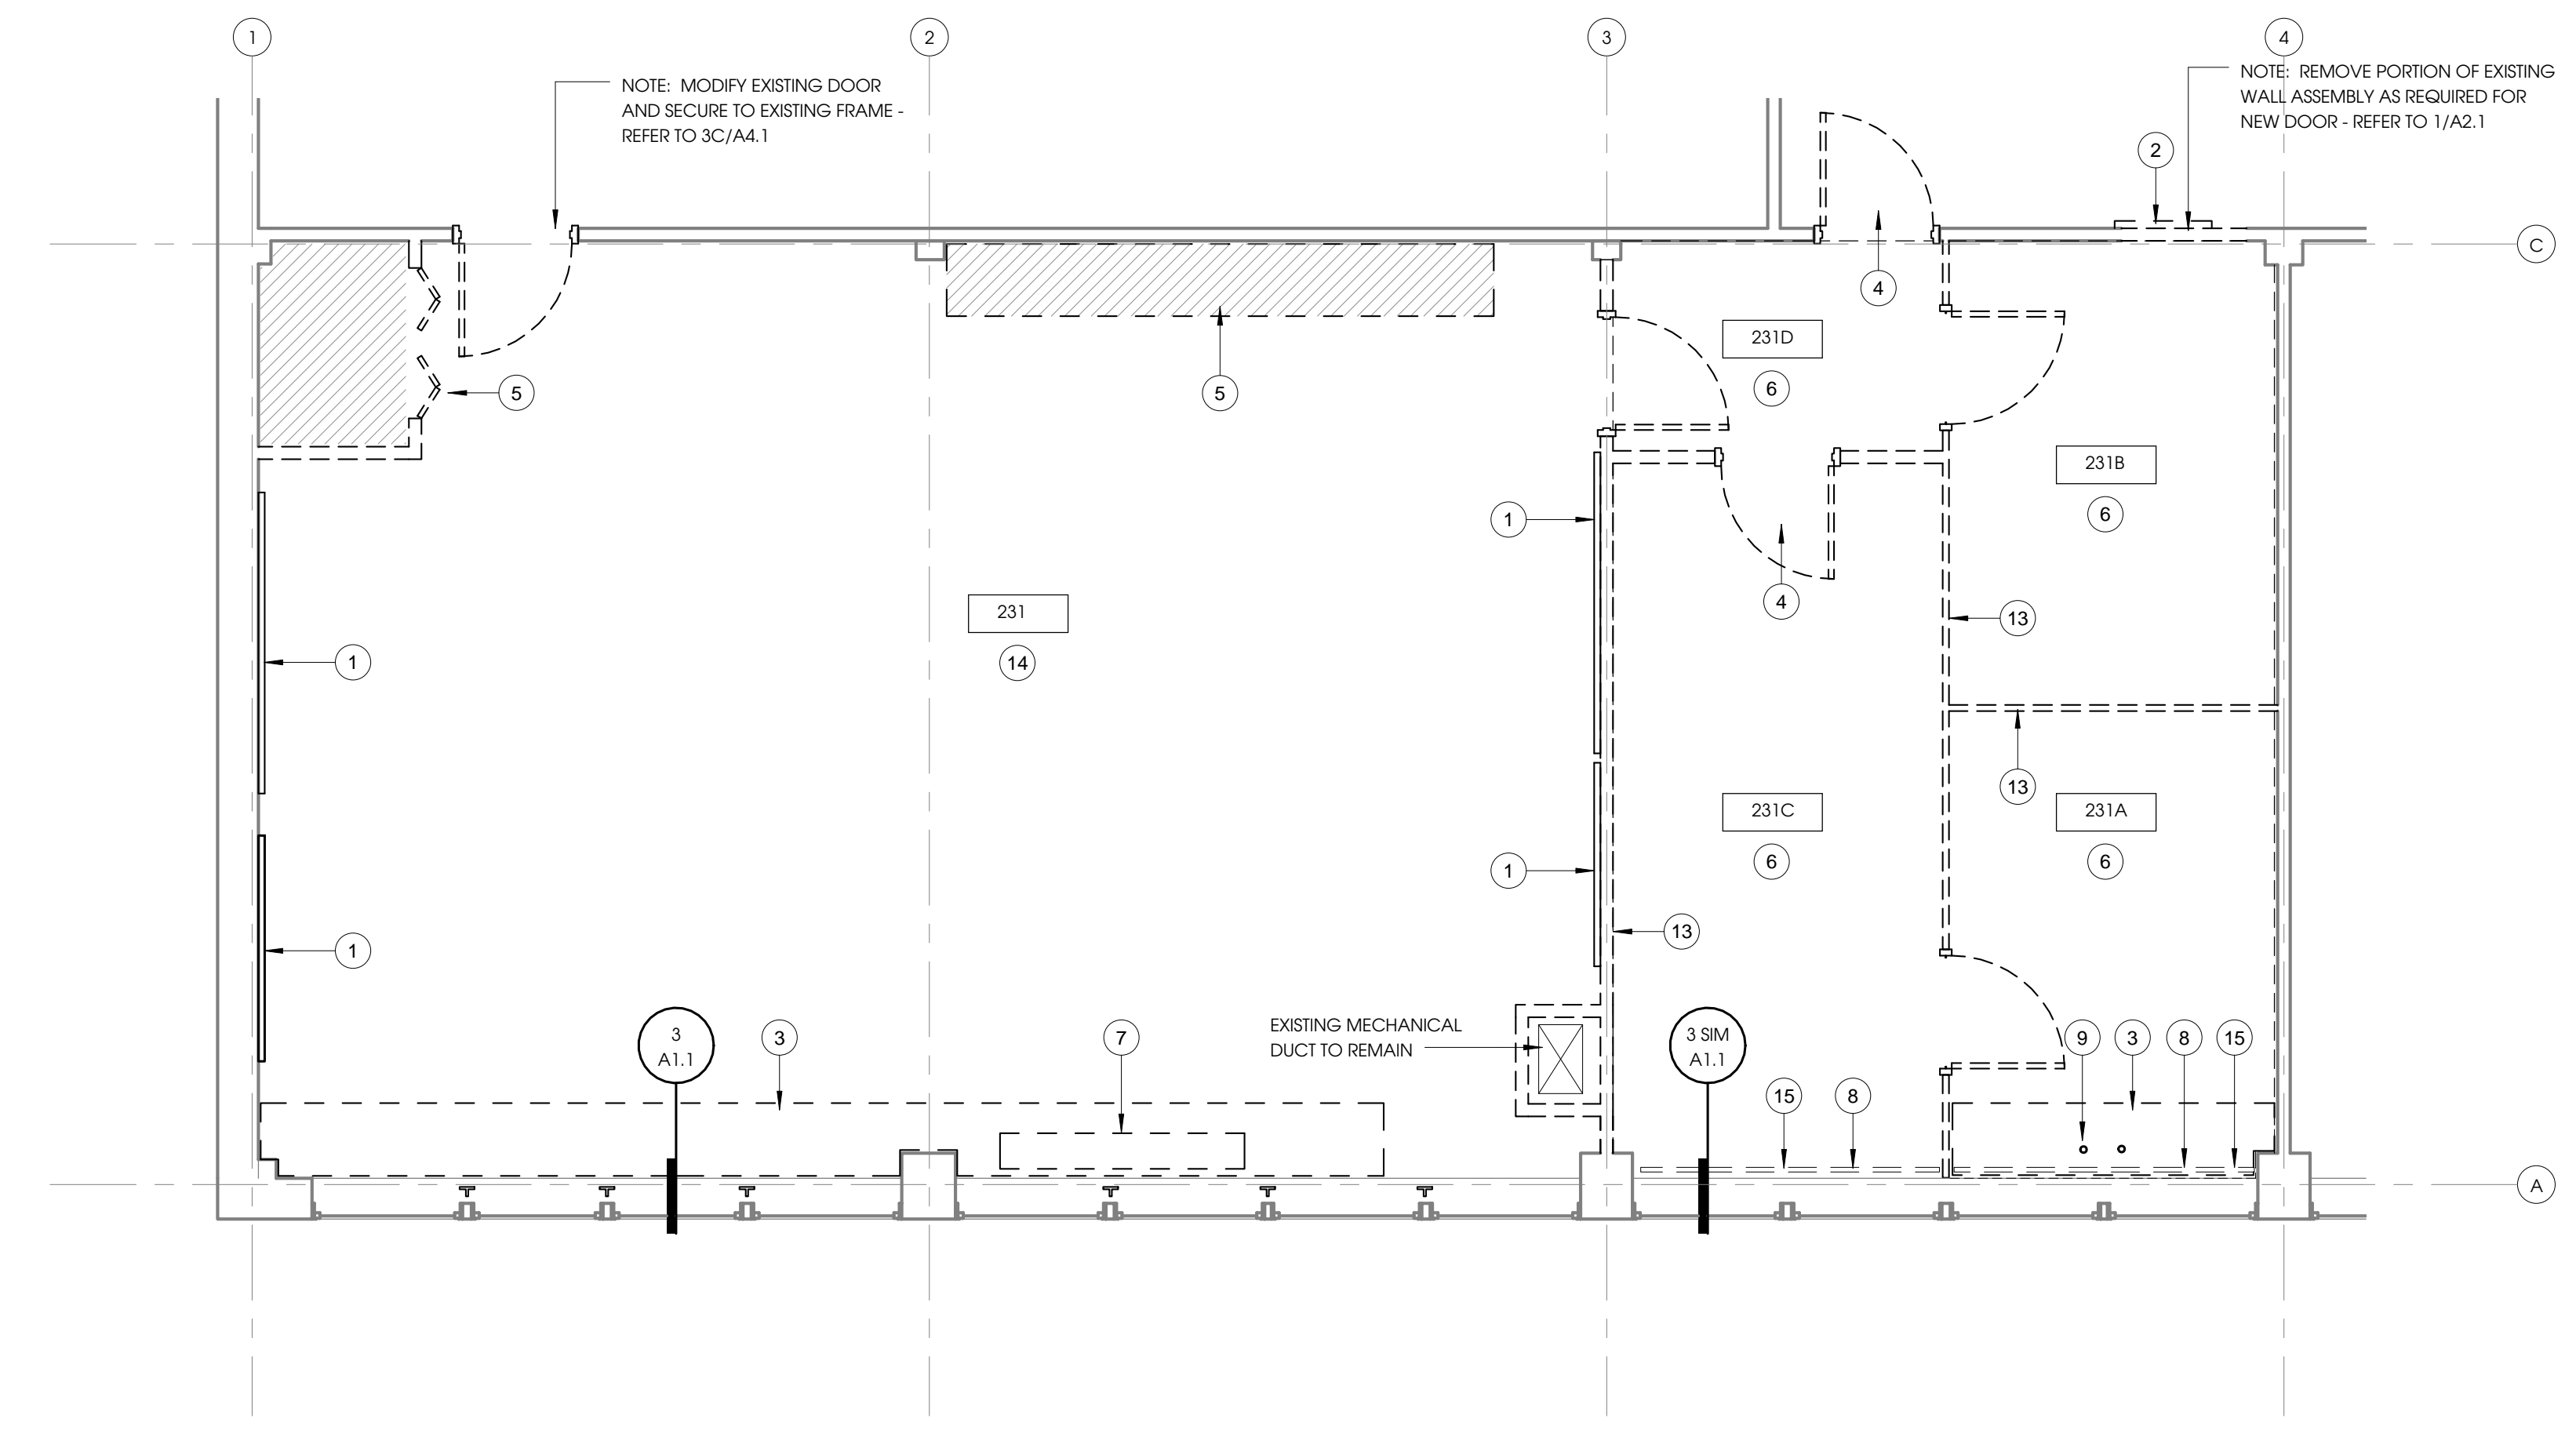 1
2
3
4
NOTE: MODIFY EXISTING DOOR
AND SECURE TO EXISTING FRAME -
REFER TO 3C/A4.1
NOTE: REMOVE PORTION OF EXISTING
WALL ASSEMBLY AS REQUIRED FOR
NEW DOOR - REFER TO 1/A2.1
2
C
4
231D
6
5
5
231B
6
1
4
231
14
13
1
13
231C
6
231A
6
1
13
1
EXISTING MECHANICAL
DUCT TO REMAIN
3
A1.1
3
7
3 SIM
A1.1
9
3
8
15
15
8
A